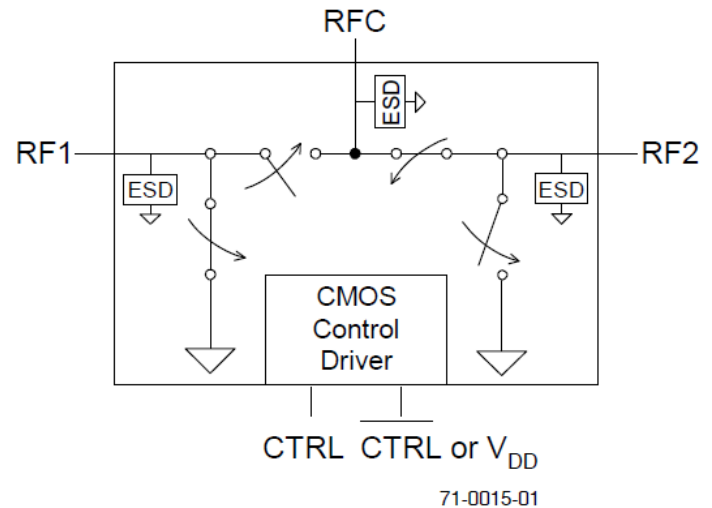 RFC
ESD
RF1
RF2
ESD
ESD
CMOS
Control
Driver
CTRL
CTRL or VDD
71-0015-01